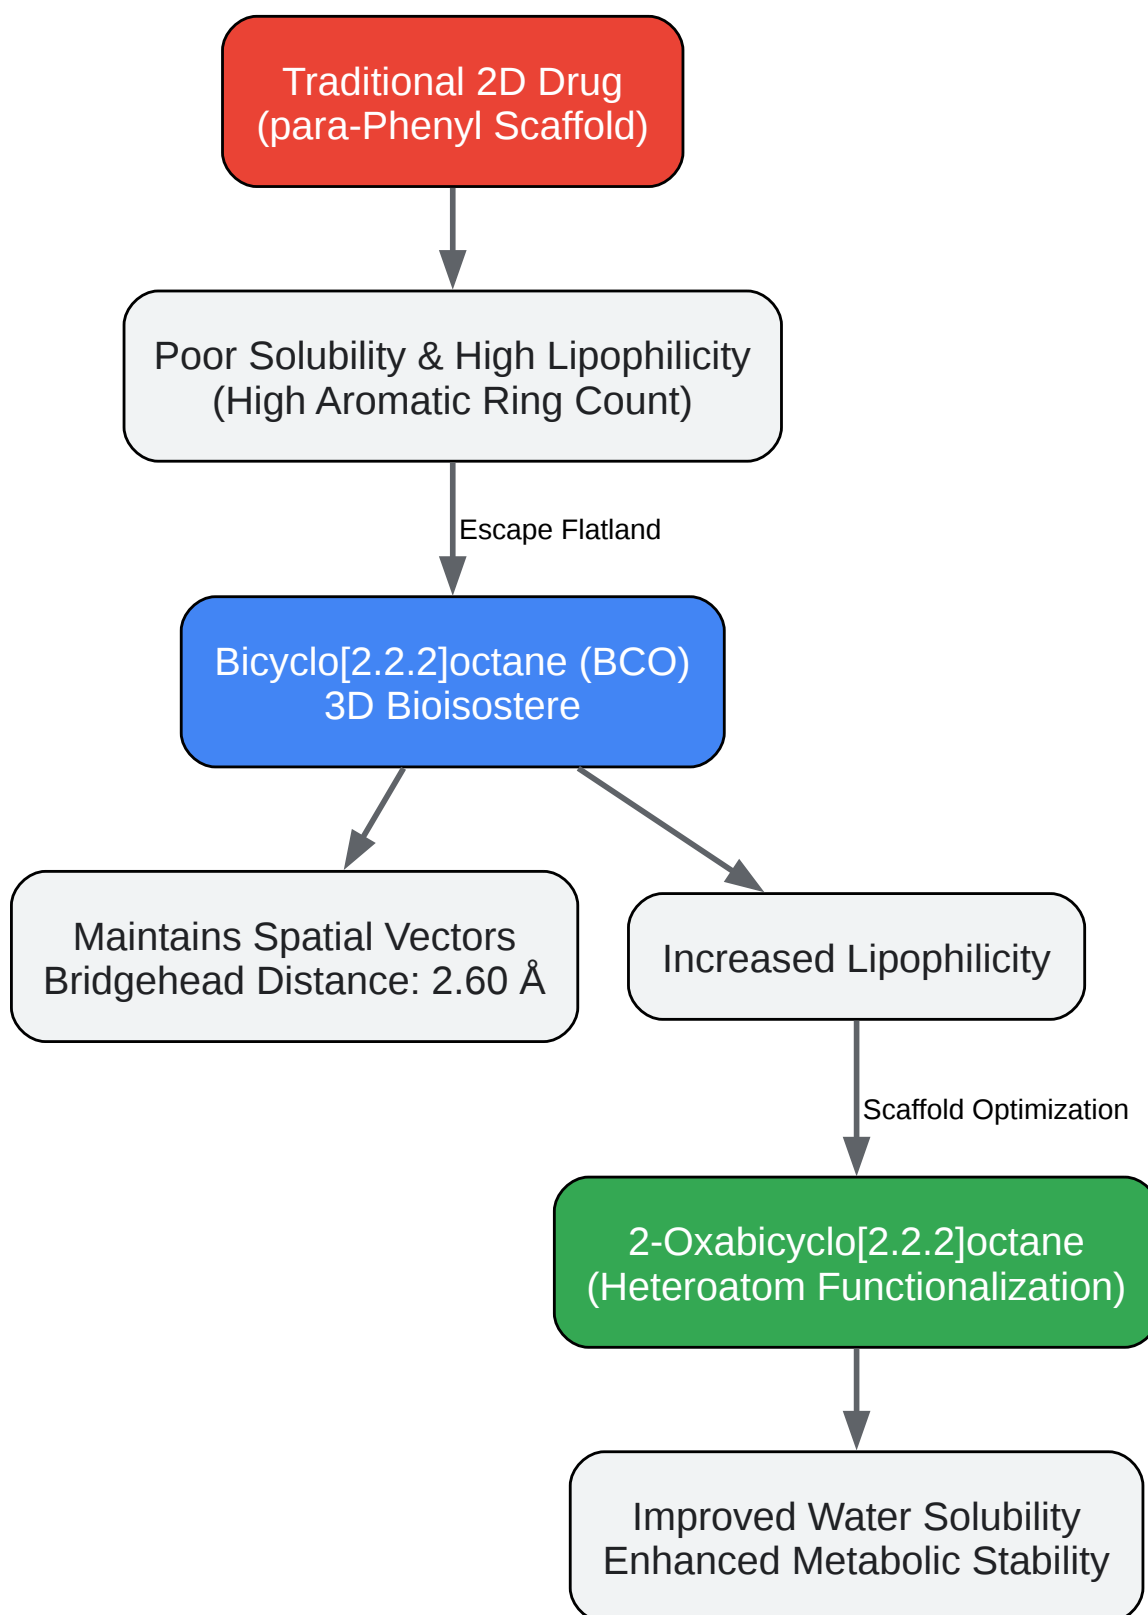 Traditional 2D Drug
(para-Phenyl Scaffold)
Poor Solubility & High Lipophilicity
(High Aromatic Ring Count)
Escape Flatland
Bicyclo[2.2.2]octane (BCO)
3D Bioisostere
Maintains Spatial Vectors
Bridgehead Distance: 2.60 Å
Increased Lipophilicity
Scaffold Optimization
2-Oxabicyclo[2.2.2]octane
(Heteroatom Functionalization)
Improved Water Solubility
Enhanced Metabolic Stability